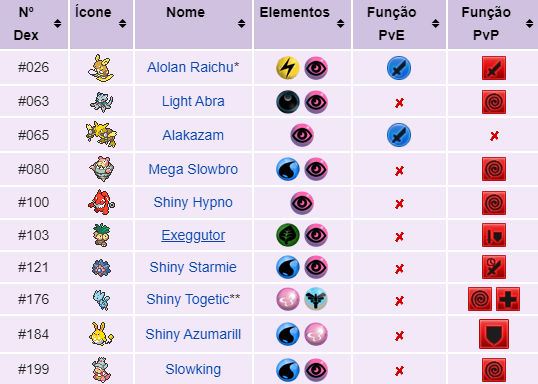 Nº Dex Ícone Nome Elementos Função PvE Função PvP
#026 Alolan Raichu*
#063 Light Abra
#065 Alakazam
#080 Mega Slowbro
#100 Shiny Hypno
#103 Exeggutor
#121 Shiny Starmie
#176 Shiny Togetic**
#184 Shiny Azumarill
#199 Slowking